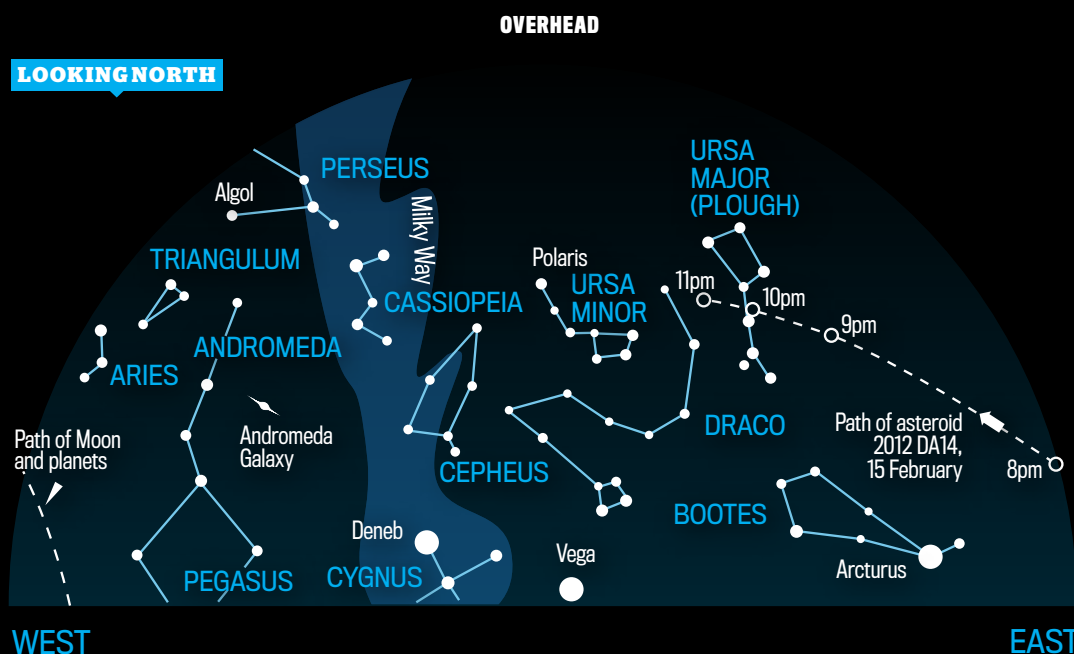 OVERHEAD
LOOKING NORTH
URSA
MAJOR
(PLOUGH)
PERSEUS
Algol
Milky Way
TRIANGULUM
Polaris
URSA
MINOR
11pm
10pm
9pm
CASSIOPEIA
ANDROMEDA
ARIES
Andromeda
Galaxy
Path of Moon
and planets
DRACO
Path of asteroid
2012 DA14,
15 February
8pm
CEPHEUS
BOOTES
Deneb
Vega
Arcturus
PEGASUS
CYGNUS
WEST
EAST